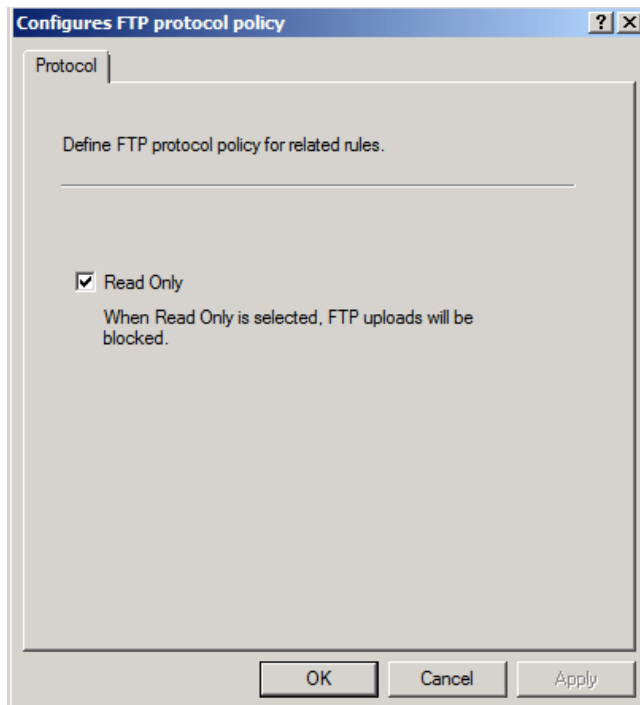 Configures FTP protocol policy
Protocol
Define FTP protocol policy for related rules.
Read Only
When Read Only is selected, FTP uploads will be
blocked.
OK Cancel Apply